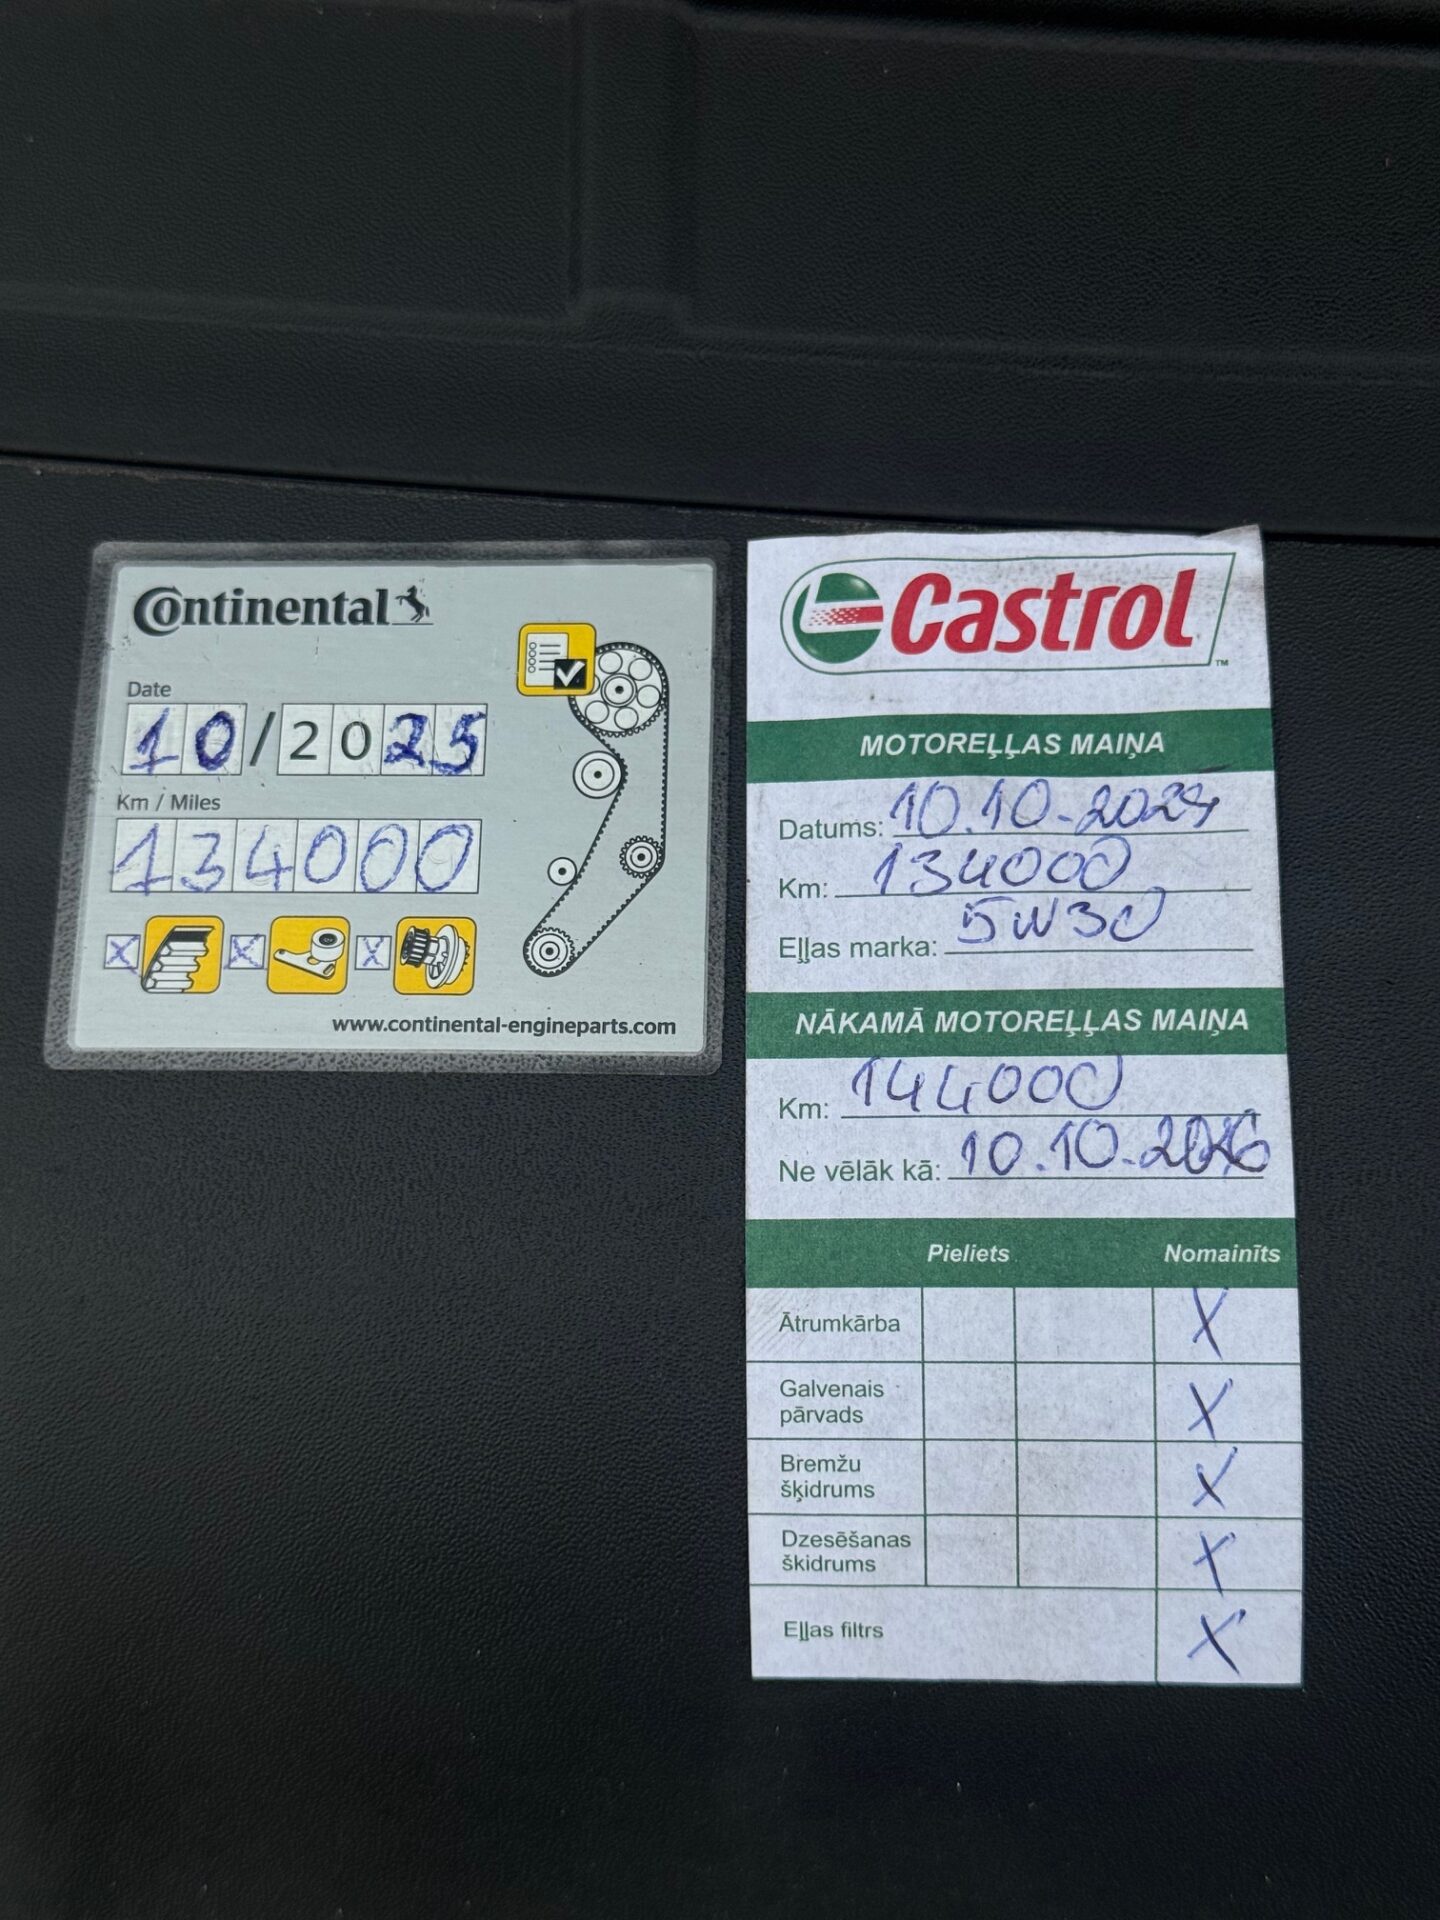 Continental
Date
10/2025
Km / Miles
134000
X X X
www.continental-engineparts.com
Castrol™
MOTOREĻĻAS MAIŅA
Datums: 10.10.2024
Km: 134000
Eļļas marka: 5W30
NĀKAMĀ MOTOREĻĻAS MAIŅA
Km: 144000
Ne vēlāk kā: 10.10.2026
Pieliets Nomainīts
Ātrumkārba X
Galvenais
pārvads X
Bremžu
šķidrums X
Dzesēšanas
škidrums X
Eļļas filtrs X